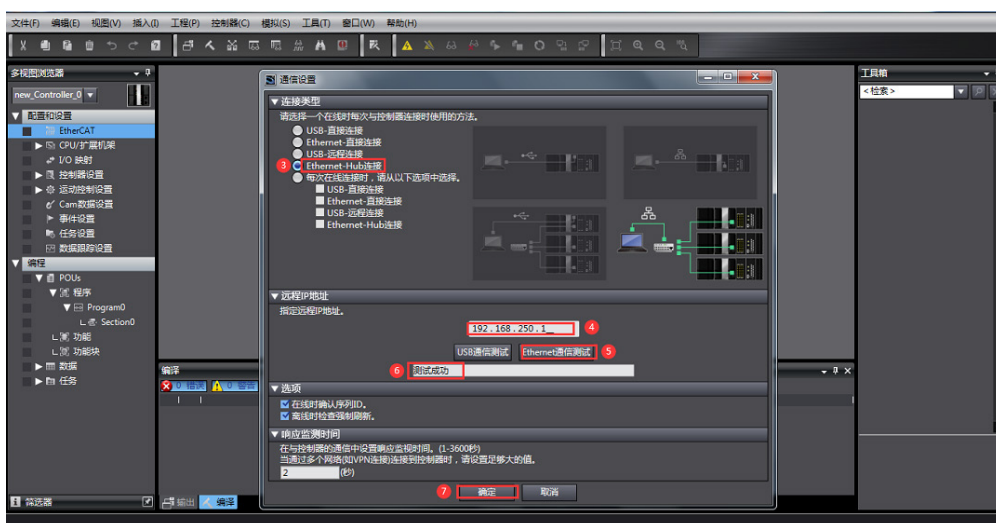 文件(F) 编辑(E) 视图(V) 插入(I) 工程(P) 控制器(C) 模拟(S) 工具(T) 窗口(W) 帮助(H)
多视图浏览器
new_Controller_0
配置和设置
EtherCAT
CPU/扩展机架
I/O 映射
控制器设置
运动控制设置
Cam数据设置
事件设置
任务设置
数据跟踪设置
编程
POUs
程序
Program0
Section0
功能
功能块
数据
任务
筛选器
通信设置
连接类型
请选择一个在线时每次与控制器连接时使用的方法。
USB-直接连接
Ethernet-直接连接
USB-远程连接
3 Ethernet-Hub连接
每次在线连接时，请从以下选项中选择。
USB-直接连接
Ethernet-直接连接
USB-远程连接
Ethernet-Hub连接
远程IP地址
指定远程IP地址。
192.168.250.1__ 4
USB通信测试 Ethernet通信测试 5
6 测试成功
选项
在线时确认序列ID。
离线时检查强制刷新。
响应监测时间
在与控制器的通信中设置响应监视时间。(1-3600秒)
当通过多个网络(如VPN连接)连接到控制器时，请设置足够大的值。
2 (秒)
7 确定 取消
编译
0 错误 0 警告
输出 编译
工具箱
<检索>